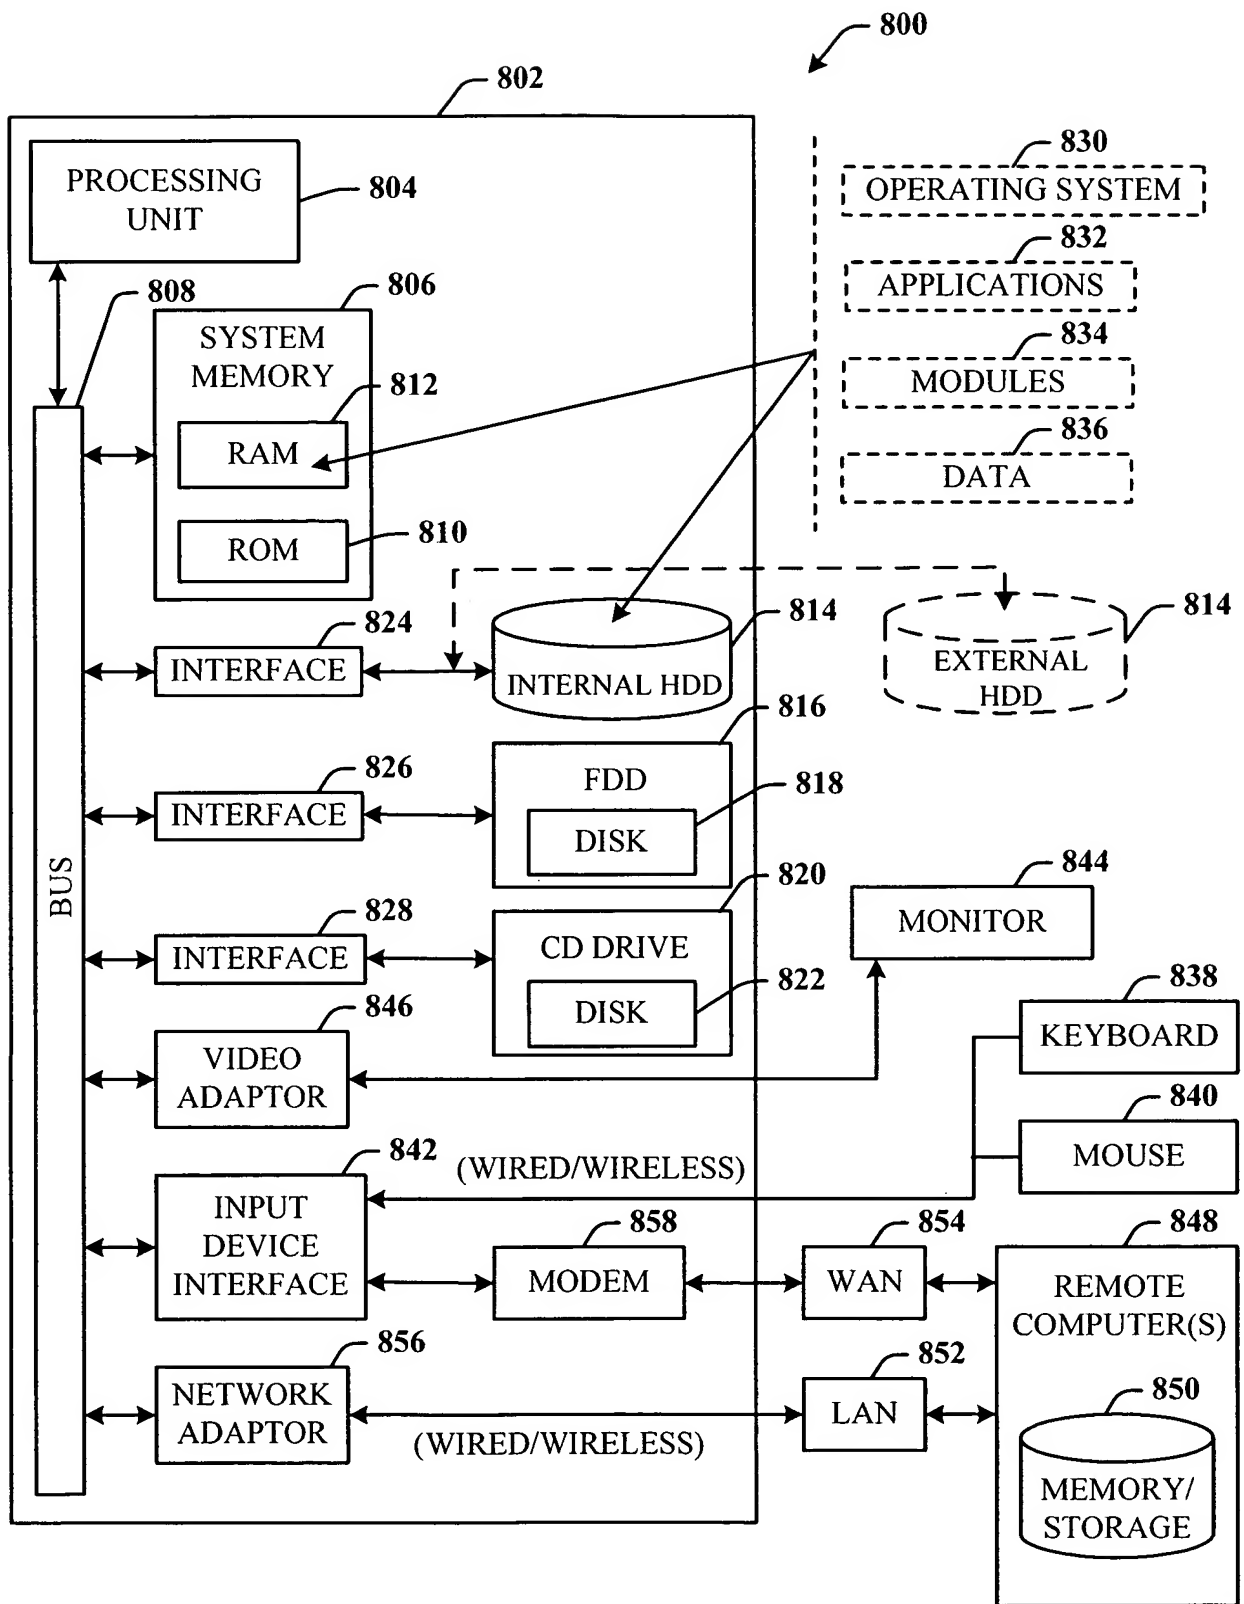 800
802
PROCESSING
UNIT
804
830
OPERATING SYSTEM
832
APPLICATIONS
834
MODULES
836
DATA
808
806
SYSTEM
MEMORY
812
RAM
810
ROM
BUS
824
INTERFACE
814
INTERNAL HDD
814
EXTERNAL
HDD
826
INTERFACE
816
FDD
818
DISK
828
INTERFACE
820
CD DRIVE
822
DISK
844
MONITOR
846
VIDEO
ADAPTOR
838
KEYBOARD
840
MOUSE
842
INPUT
DEVICE
INTERFACE
(WIRED/WIRELESS)
858
MODEM
854
WAN
848
REMOTE
COMPUTER(S)
856
NETWORK
ADAPTOR
(WIRED/WIRELESS)
852
LAN
850
MEMORY/
STORAGE